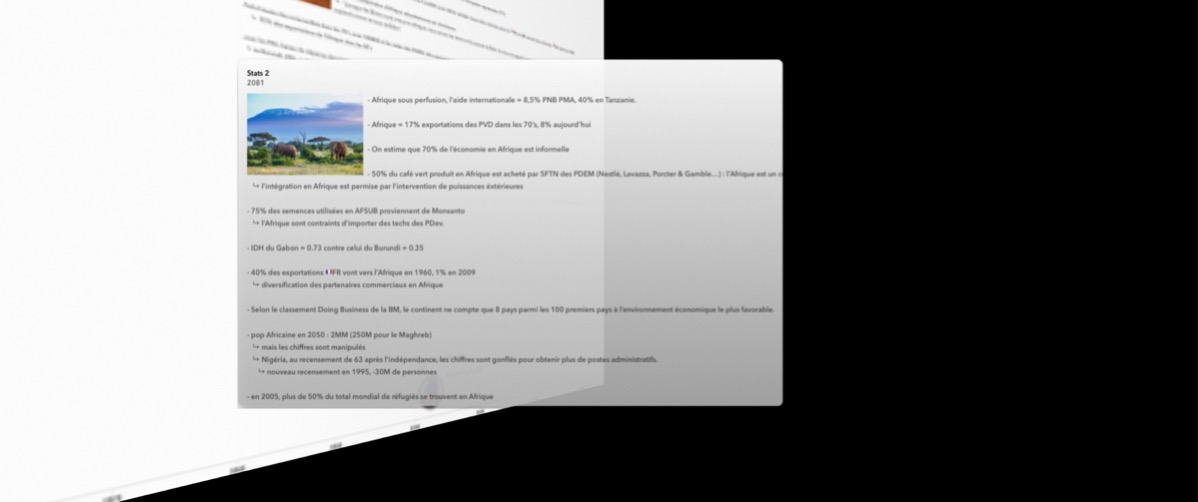 Stats 2
2081
- Afrique sous perfusion, l'aide internationale = 8,5% PNB PMA, 40% en Tanzanie.
- Afrique = 17% exportations des PVD dans les 70's, 8% aujourd'hui
- On estime que 70% de l'économie en Afrique est informelle
- 50% du café vert produit en Afrique est acheté par SFTN des PDEM (Nestlé, Lavazza, Porcter & Gamble...) : l'Afrique est un
↳ l'intégration en Afrique est permise par l'intervention de puissances éxtérieures
- 75% des semences utilisées en AFSUB proviennent de Monsanto
↳ l'Afrique sont contraints d'importer des techs des PDev.
- IDH du Gabon = 0.73 contre celui du Burundi = 0.35
- 40% des exportations 🇫🇷FR vont vers l'Afrique en 1960, 1% en 2009
↳ diversification des partenaires commerciaux en Afrique
- Selon le classement Doing Business de la BM, le continent ne compte que 8 pays parmi les 100 premiers pays à l'environnement économique le plus favorable.
- pop Africaine en 2050 : 2MM (250M pour le Maghreb)
↳ mais les chiffres sont manipulés
↳ Nigéria, au recensement de 63 après l'indépendance, les chiffres sont gonflés pour obtenir plus de postes administratifs.
↳ nouveau recensement en 1995, -30M de personnes
- en 2005, plus de 50% du total mondial de réfugiés se trouvent en Afrique